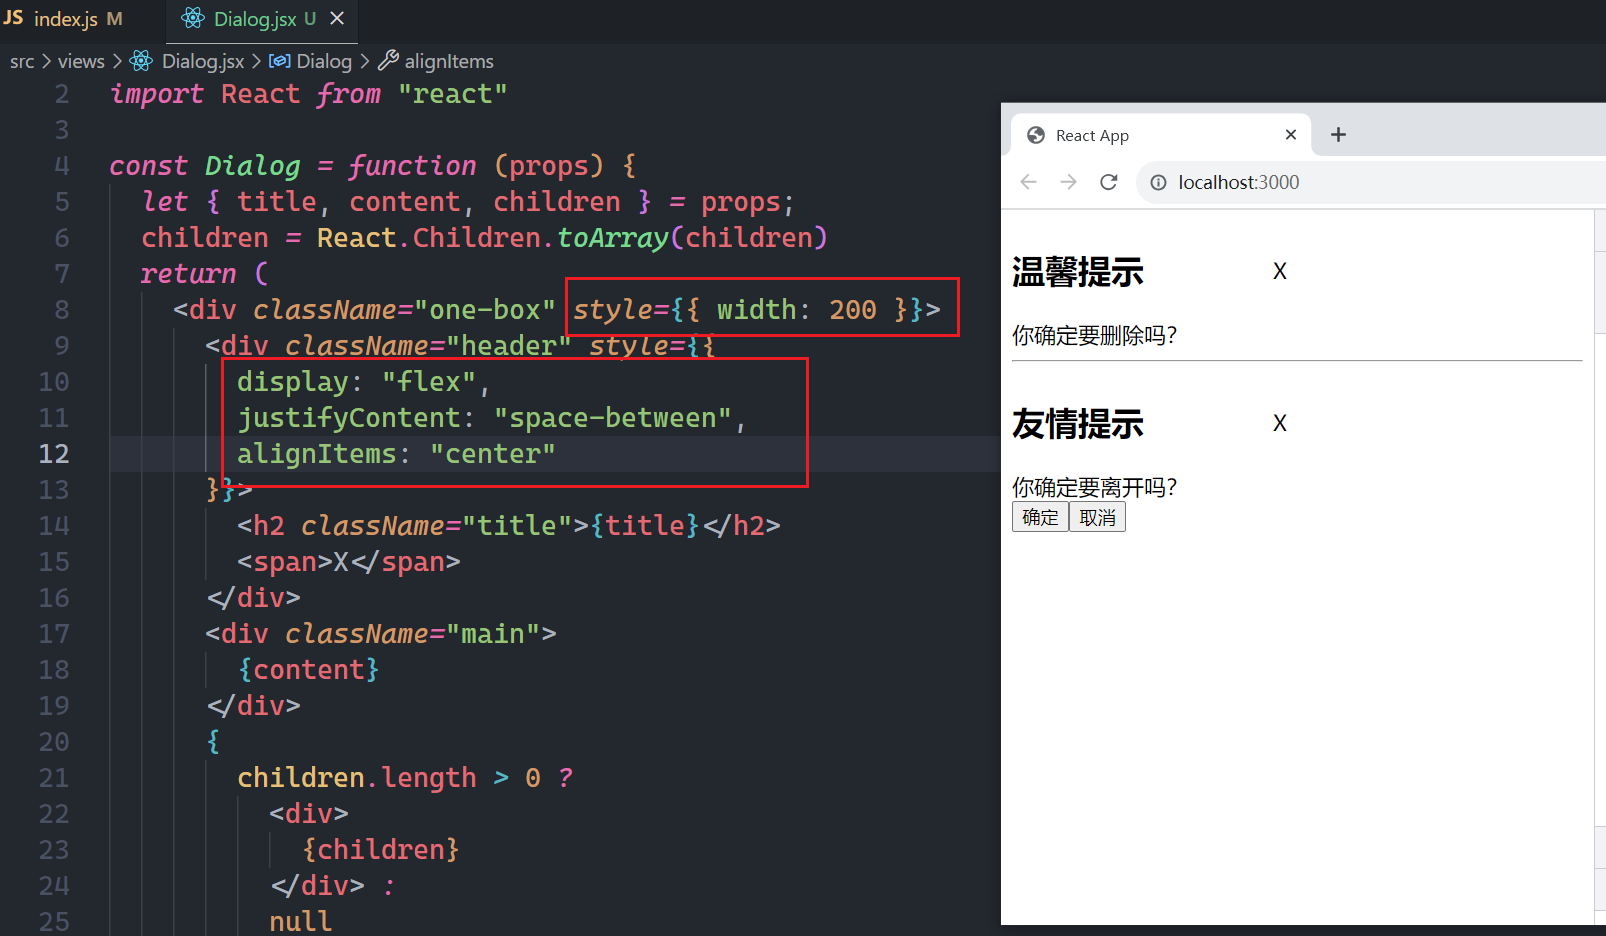 JS index.js M
Dialog.jsx U
src > views > Dialog.jsx > Dialog > alignItems
2 import React from "react"
3
4 const Dialog = function (props) {
5 let { title, content, children } = props;
6 children = React.Children.toArray(children)
7 return (
8 <div className="one-box" style={{ width: 200 }}>
9 <div className="header" style={{
10 display: "flex",
11 justifyContent: "space-between",
12 alignItems: "center"
13 }}>
14 <h2 className="title">{title}</h2>
15 <span>X</span>
16 </div>
17 <div className="main">
18 {content}
19 </div>
20 {
21 children.length > 0 ?
22 <div>
23 {children}
24 </div> :
25 null
React App
localhost:3000
温馨提示 X
你确定要删除吗?
友情提示 X
你确定要离开吗?
确定 取消